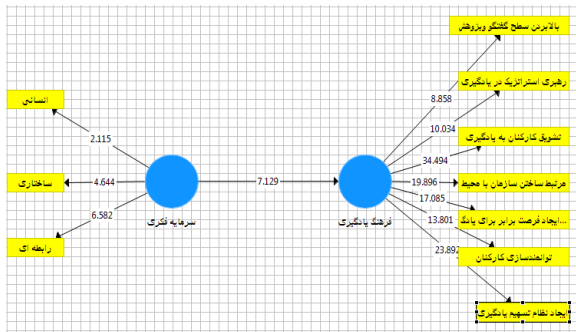 بالابردن سطح گفتگو وپژوهش
رهبری استراتژیک در یادگیری
8.858
انسانی
10.034
تشویق کارکنان به یادگیری
2.115
34.494
ساختاری
4.644
7.129
19.896
مرتبط ساختن سازمان با محیط
17.085
ایجاد فرصت برابر برای یادگ...
6.582
سرمایه فکری
فرهنگ یادگیری
13.801
رابطه ای
23.892
توانمندسازی کارکنان
ایجاد نظام تسهیم یادگیری